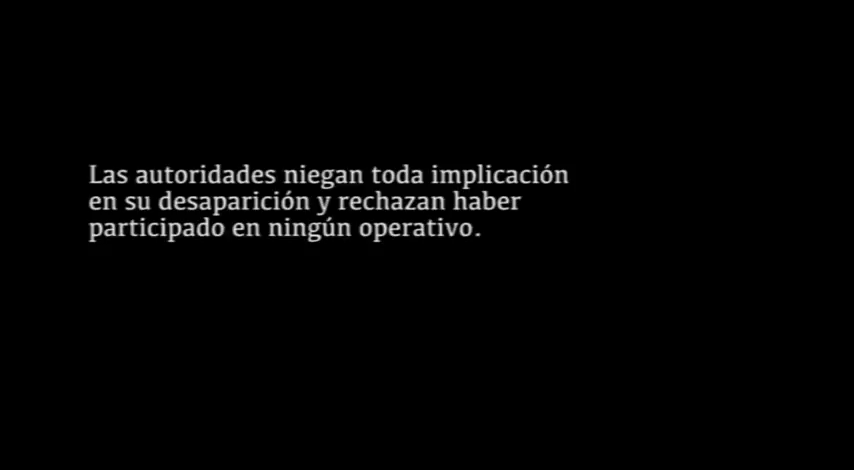 Las autoridades niegan toda implicación
en su desaparición y rechazan haber
participado en ningún operativo.